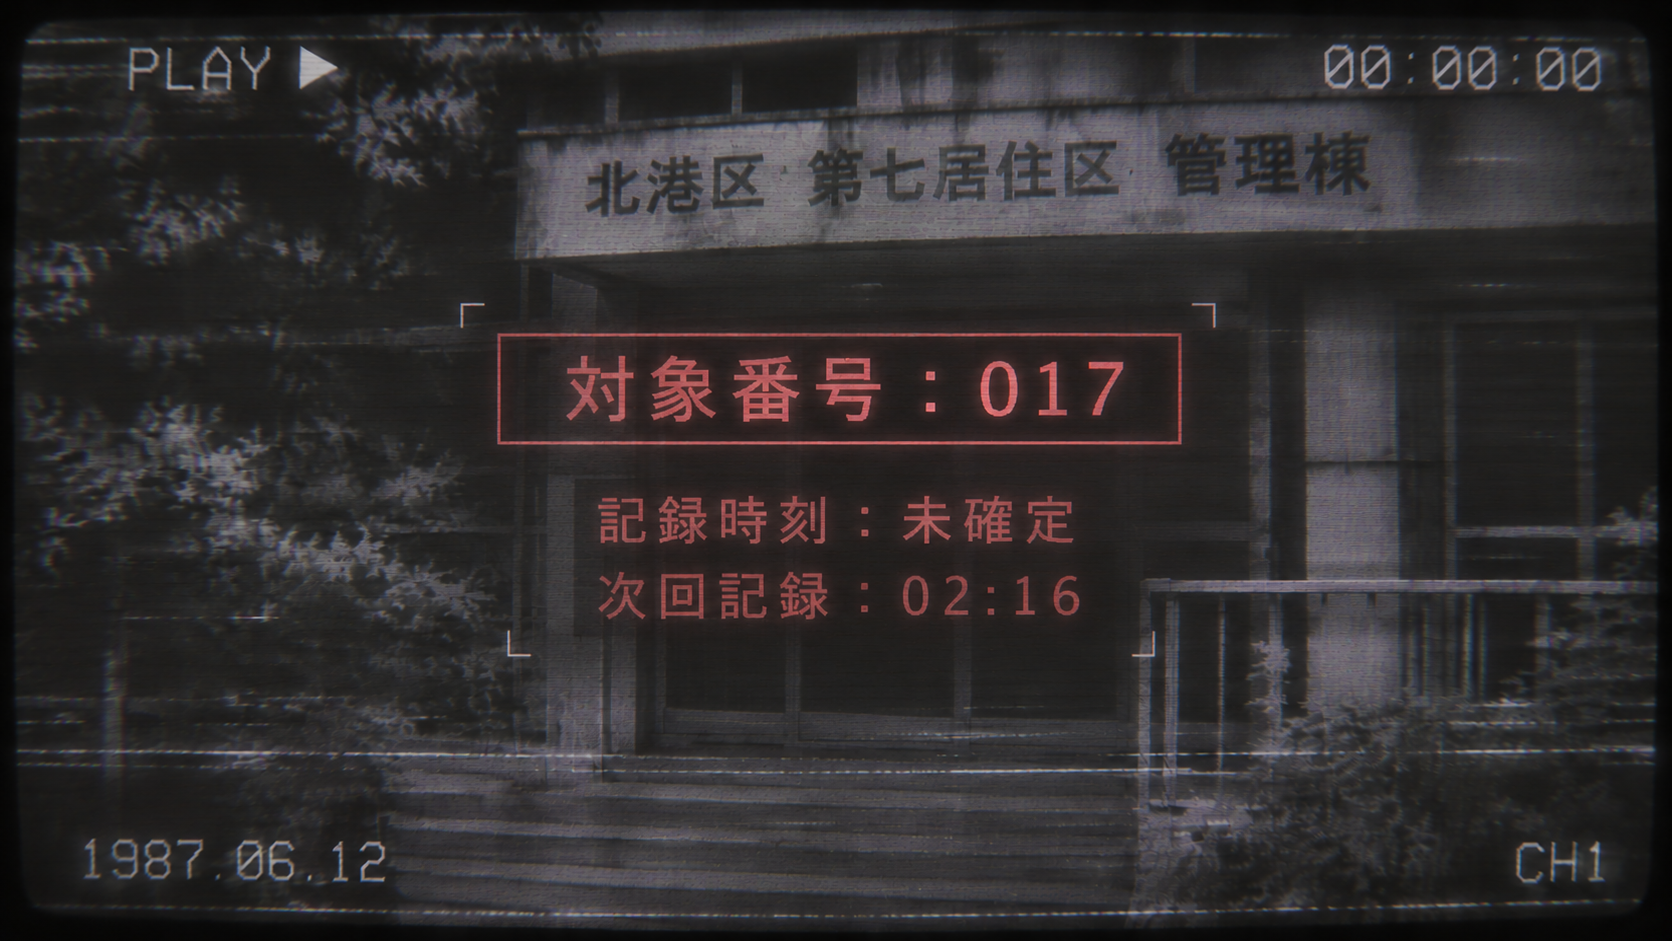 PLAY ▶
00:00:00
北港区 第七居住区 管理棟
対象番号：017
記録時刻：未確定
次回記録：02:16
1987.06.12
CH1